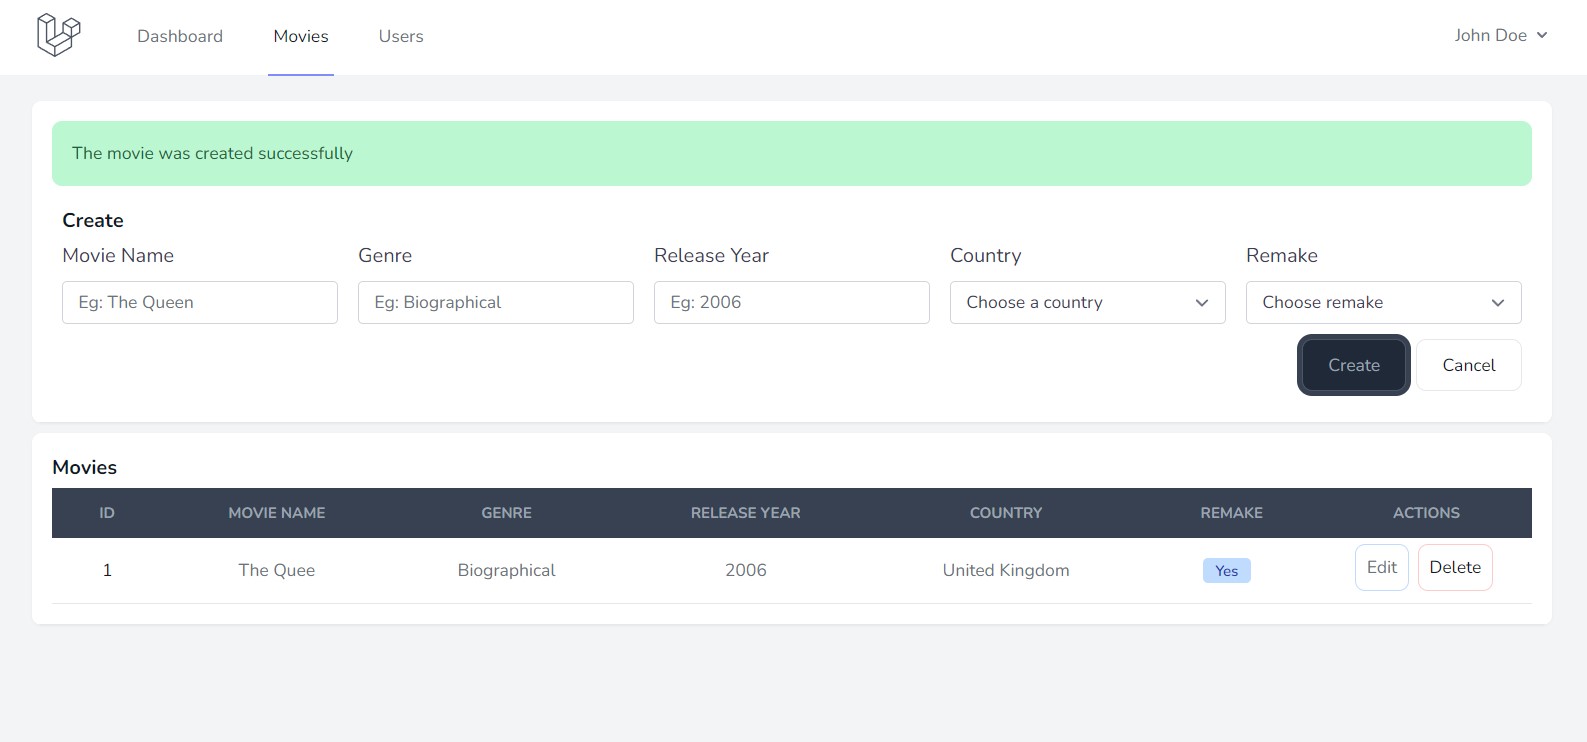 Dashboard Movies Users John Doe
The movie was created successfully
Create
Movie Name Genre Release Year Country Remake
Eg: The Queen Eg: Biographical Eg: 2006 Choose a country Choose remake
Create Cancel
Movies
ID MOVIE NAME GENRE RELEASE YEAR COUNTRY REMAKE ACTIONS
1 The Quee Biographical 2006 United Kingdom Yes Edit Delete